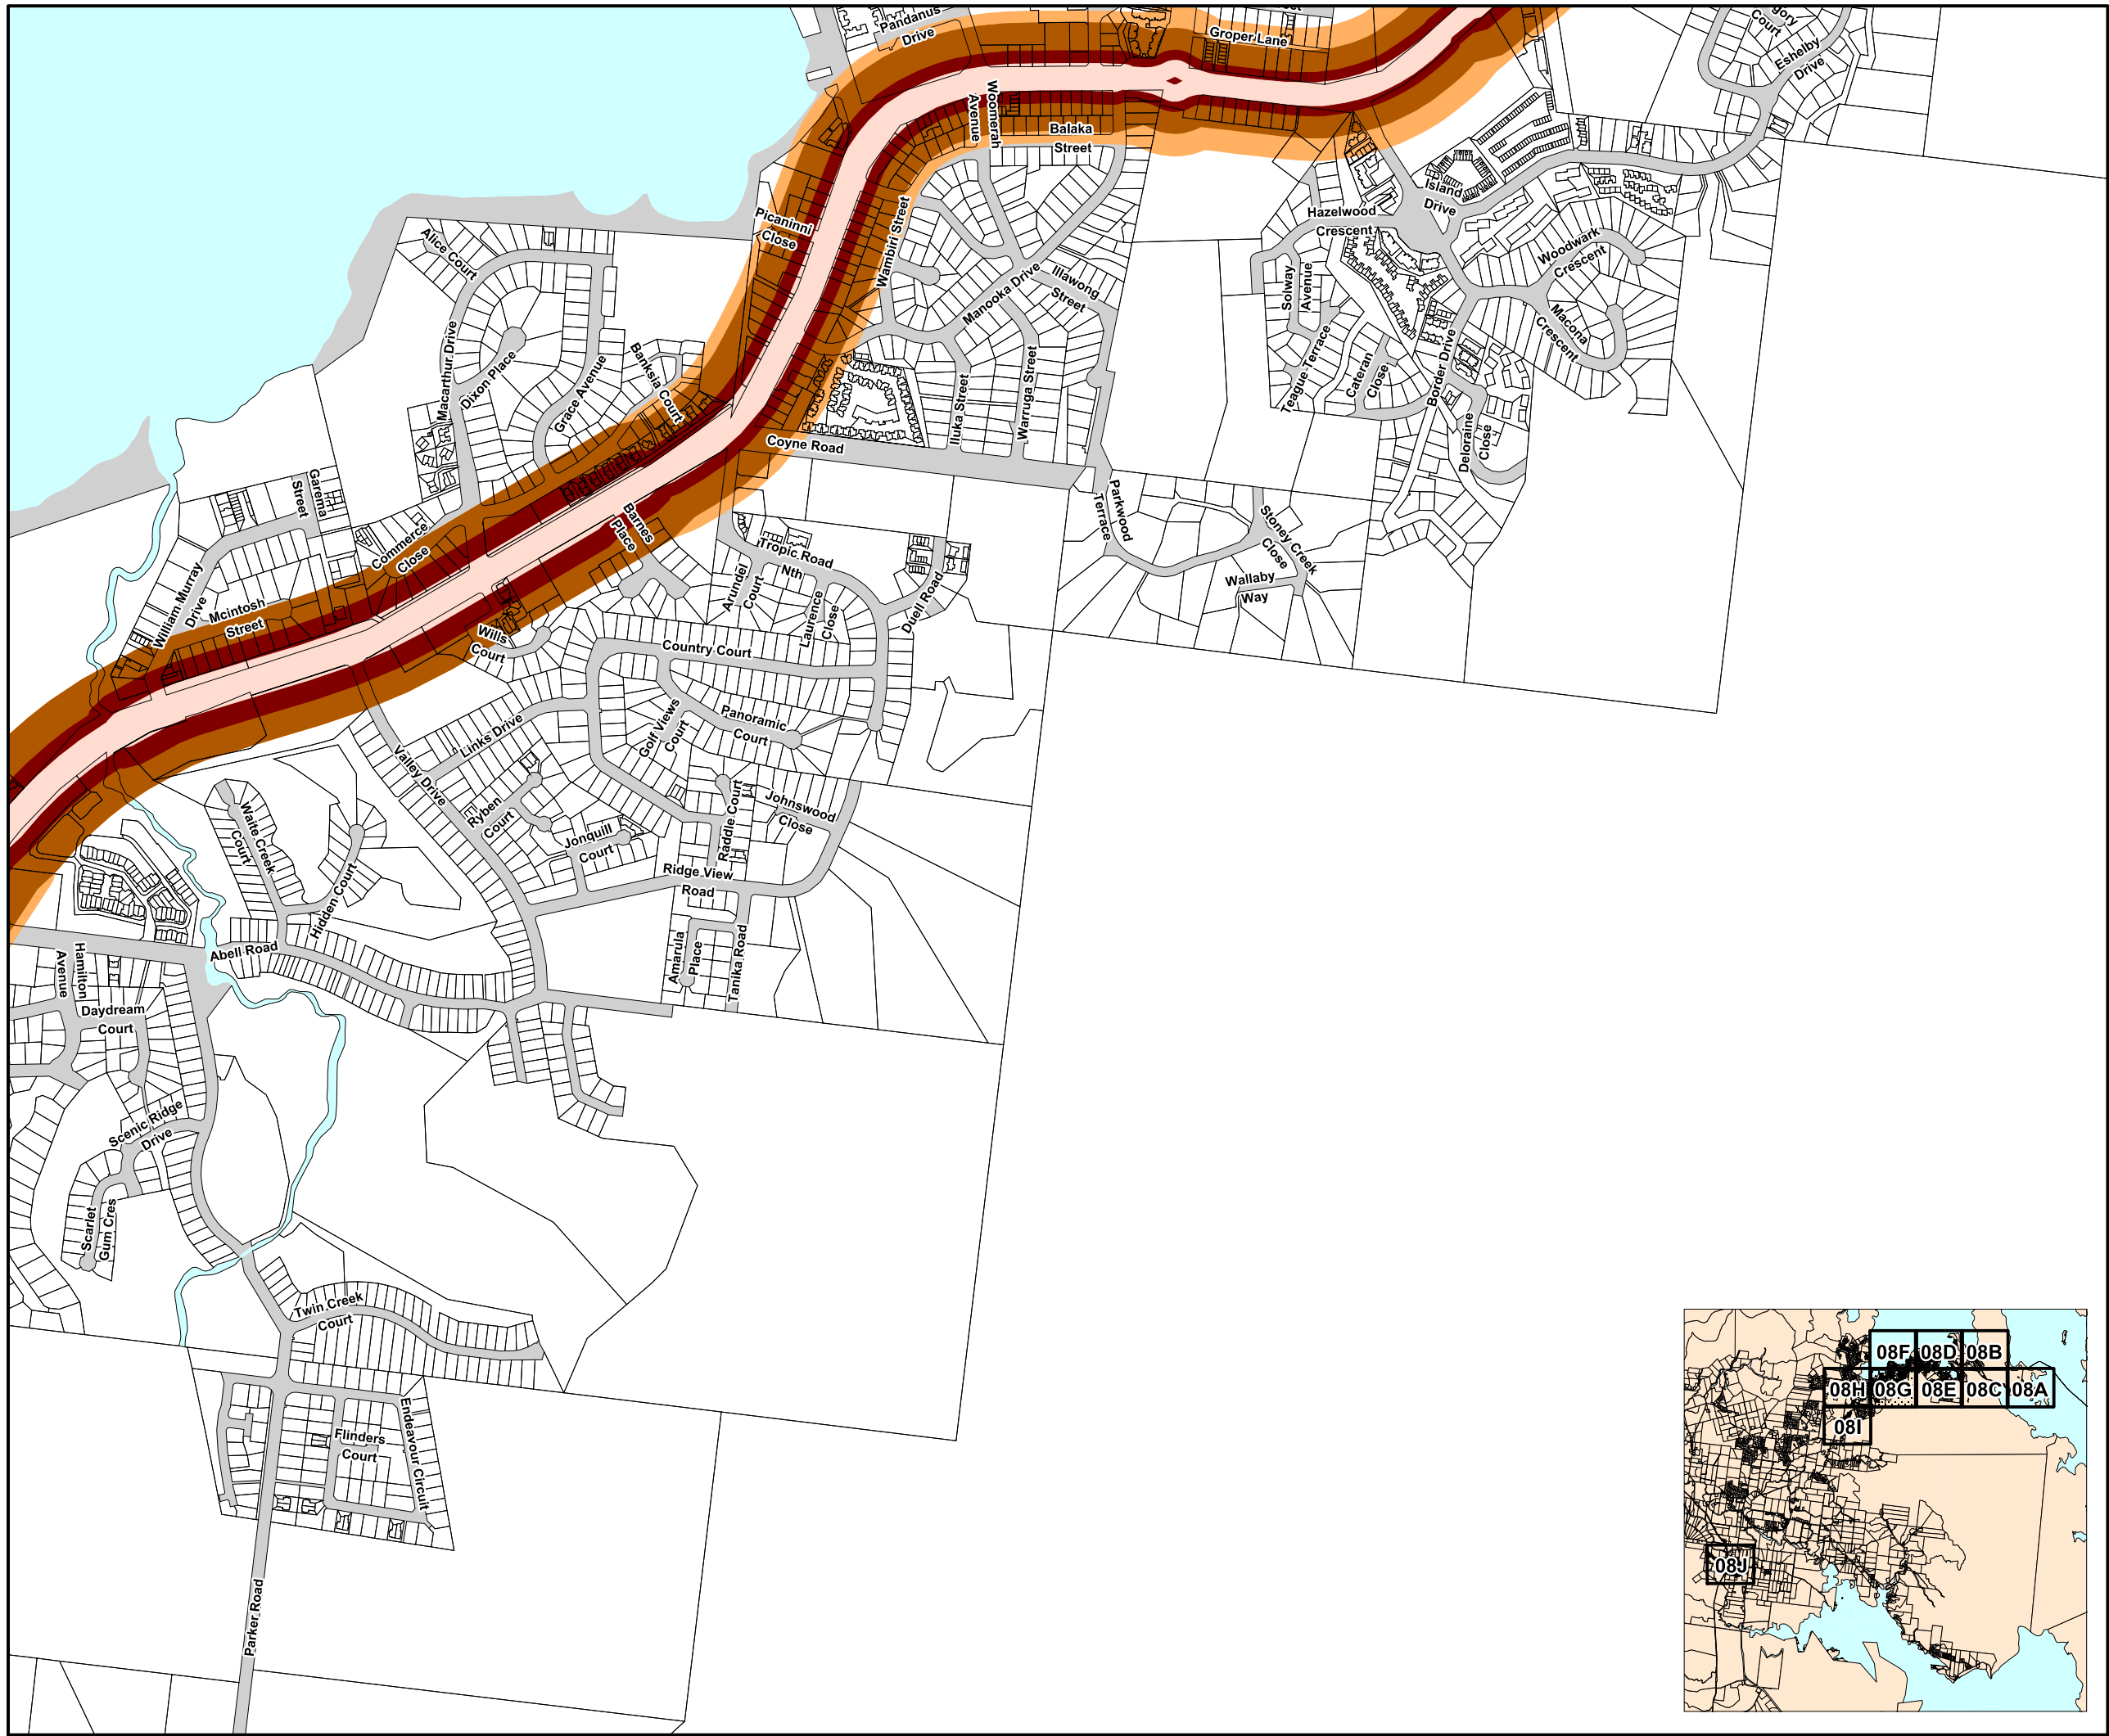 Pandanus
Drive
Groper Lane
gory
Court
Eshelby
Drive
Woomerah
Avenue
Balaka
Street
Island
Drive
Hazelwood
Crescent
Picaninni
Close
Wambiri Street
Alice Court
Illawong
Street
Manooka Drive
Woodwark
Crescent
Solway
Avenue
Macona
Crescent
Macarthur Drive
Dixon Place
Grace Avenue
Banksia
Court
Iluka Street
Warruga Street
Teague Terrace
Cateran
Close
Border Drive
Deloraine
Close
Coyne Road
Garema
Street
Commerce
Close
Barnes
Place
Parkwood
Terrace
Stoney Creek
Close
Wallaby
Way
Tropic Road
Nth
Arundel
Court
Laurence
Close
Duell Road
William Murray
Drive
Mcintosh
Street
Wills
Court
Country Court
Golf Views
Court
Panoramic
Court
Links Drive
Valley Drive
Ryben
Court
Jonquill
Court
Raddle Court
Johnswood
Close
Ridge View
Road
Waite Creek
Court
Hidden Court
Abell Road
Amarula
Place
Tanika Road
Hamilton
Avenue
Daydream
Court
Scenic Ridge
Drive
Scarlet
Gum Cres
Twin Creek
Court
Flinders
Court
Endeavour Circuit
Parker Road
08F 08D 08B
08H 08G 08E 08C 08A
08I
08J